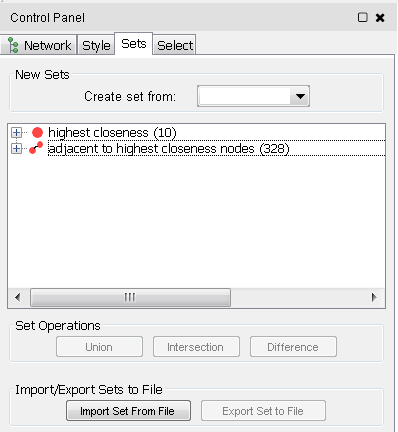 Control Panel
Network Style Sets Select
New Sets
Create set from:
highest closeness (10)
adjacent to highest closeness nodes (328)
Set Operations
Union Intersection Difference
Import/Export Sets to File
Import Set From File Export Set to File